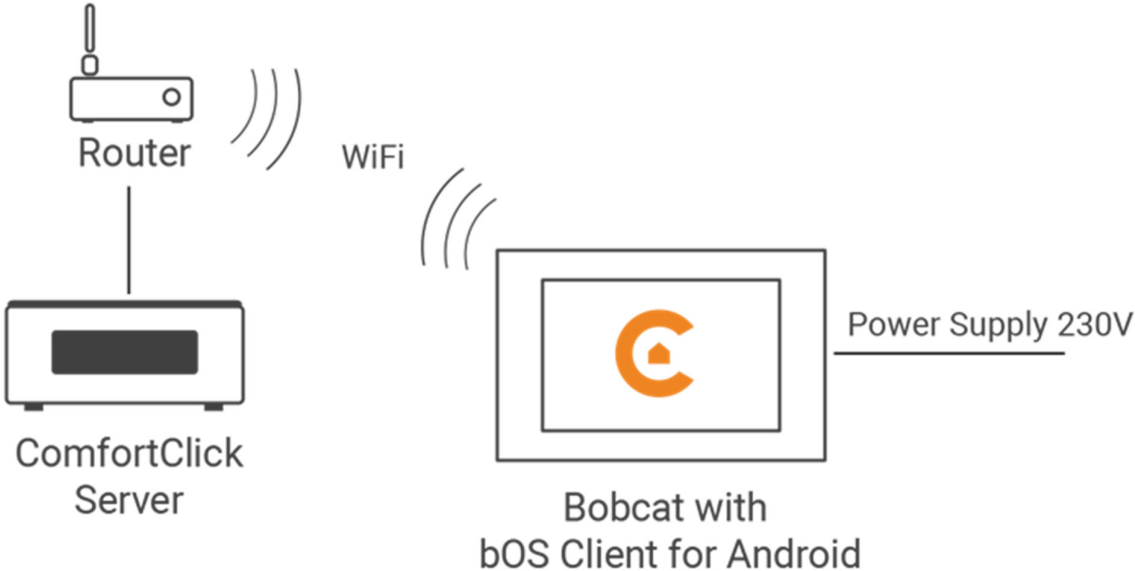 Router
WiFi
Power Supply 230V
ComfortClick
Server
Bobcat with
bOS Client for Android